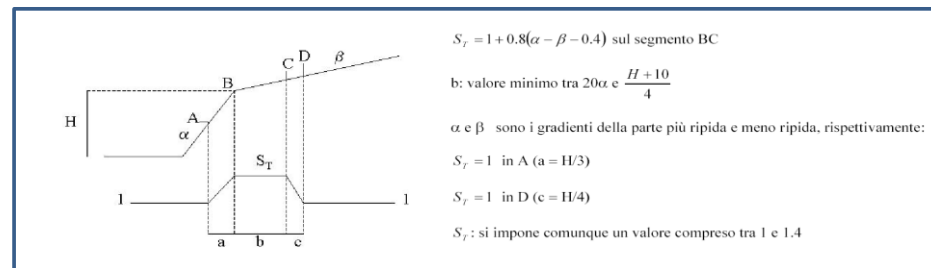 C D
β
B
H
A
α
S_T
1
1
a
b
c
S_T = 1 + 0.8(α − β − 0.4) sul segmento BC
b: valore minimo tra 20α e (H + 10)/4
α e β sono i gradienti della parte più ripida e meno ripida, rispettivamente:
S_T = 1 in A (a = H/3)
S_T = 1 in D (c = H/4)
S_T : si impone comunque un valore compreso tra 1 e 1.4